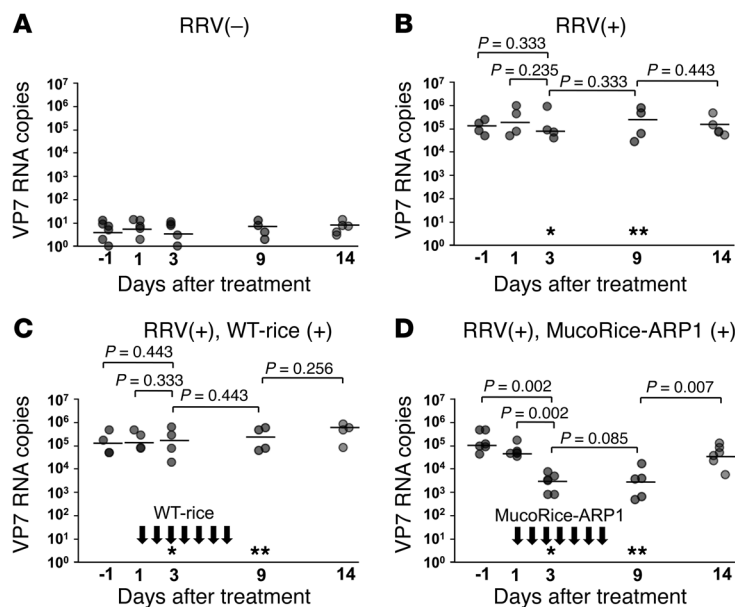 A
RRV(–)
VP7 RNA copies
10⁷
10⁶
10⁵
10⁴
10³
10²
10¹
10⁰
-1 1 3 9 14
Days after treatment
B
RRV(+)
P = 0.333
P = 0.235
P = 0.333
P = 0.443
VP7 RNA copies
10⁷
10⁶
10⁵
10⁴
10³
10²
10¹
10⁰
* **
-1 1 3 9 14
Days after treatment
C
RRV(+), WT-rice (+)
P = 0.443
P = 0.333
P = 0.443
P = 0.256
VP7 RNA copies
10⁷
10⁶
10⁵
10⁴
10³
10²
10¹
10⁰
WT-rice
* **
-1 1 3 9 14
Days after treatment
D
RRV(+), MucoRice-ARP1 (+)
P = 0.002
P = 0.002
P = 0.085
P = 0.007
VP7 RNA copies
10⁷
10⁶
10⁵
10⁴
10³
10²
10¹
10⁰
MucoRice-ARP1
* **
-1 1 3 9 14
Days after treatment